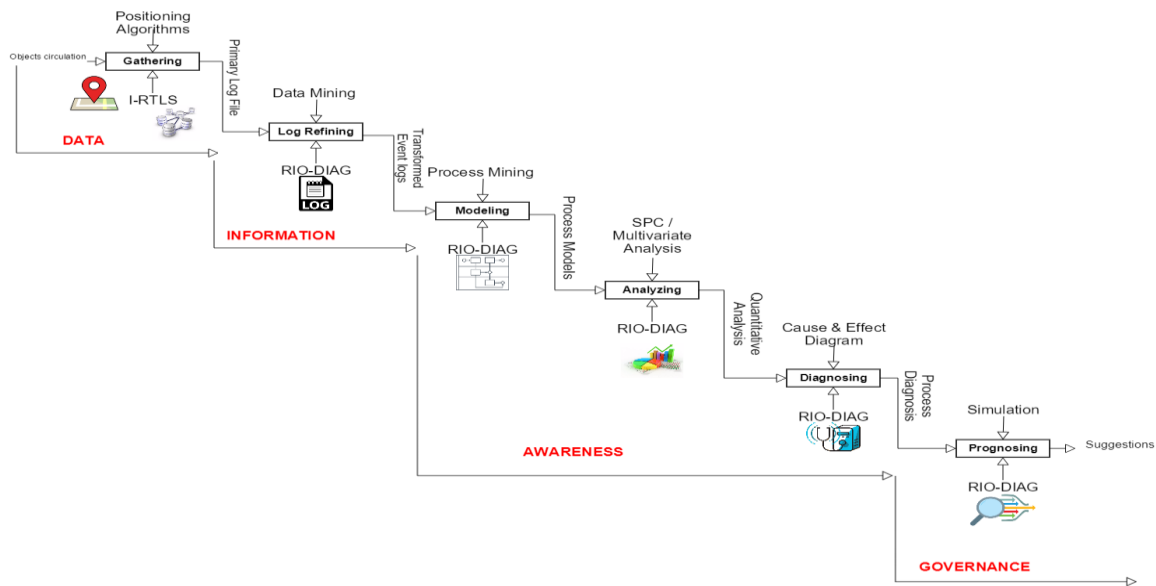 Positioning
Algorithms
Objects circulation
Gathering
I-RTLS
Primary Log File
DATA
Data Mining
Log Refining
RIO-DIAG
LOG
Transformed
Event logs
INFORMATION
Process Mining
Modeling
RIO-DIAG
Process Models
SPC /
Multivariate
Analysis
Analyzing
RIO-DIAG
Quantitative
Analysis
Cause & Effect
Diagram
Diagnosing
RIO-DIAG
Process
Diagnosis
AWARENESS
Simulation
Prognosing
Suggestions
RIO-DIAG
GOVERNANCE